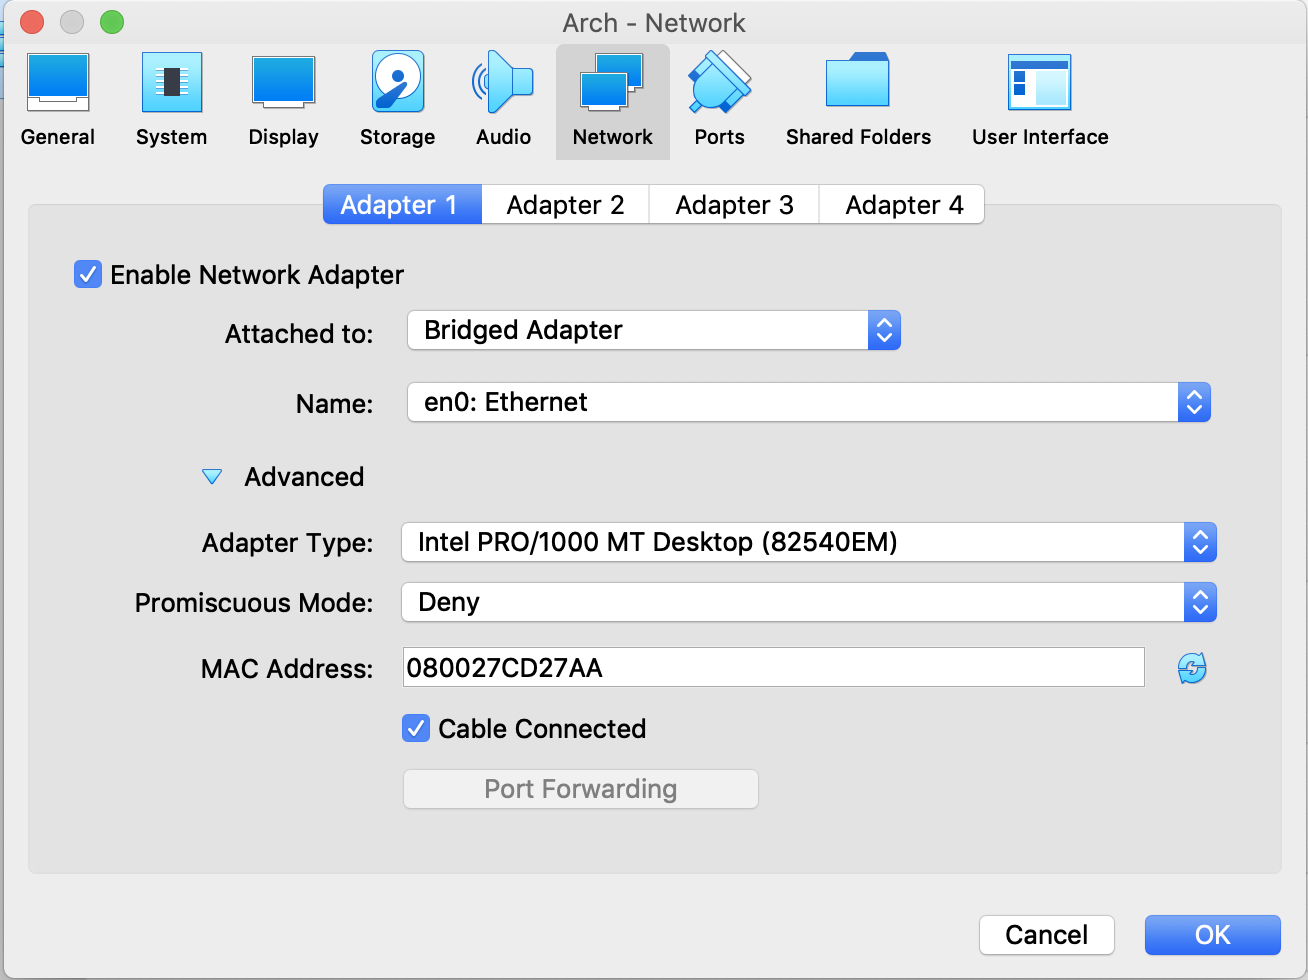 Arch - Network
General System Display Storage Audio Network Ports Shared Folders User Interface
Adapter 1 Adapter 2 Adapter 3 Adapter 4
Enable Network Adapter
Attached to: Bridged Adapter
Name: en0: Ethernet
Advanced
Adapter Type: Intel PRO/1000 MT Desktop (82540EM)
Promiscuous Mode: Deny
MAC Address: 080027CD27AA
Cable Connected
Port Forwarding
Cancel OK